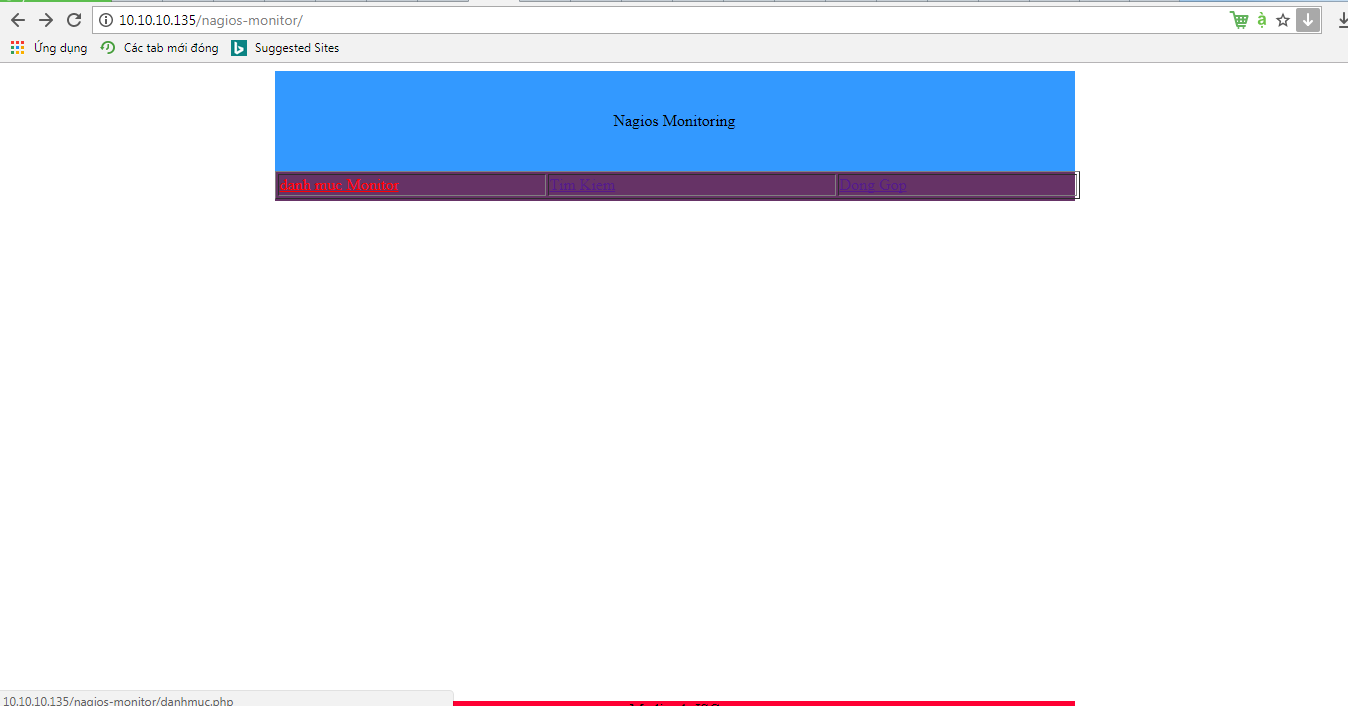 10.10.10.135/nagios-monitor/
Ứng dụng Các tab mới đóng Suggested Sites
Nagios Monitoring
danh muc Monitor Tim Kiem Dong Gop
10.10.10.135/nagios-monitor/danhmuc.php